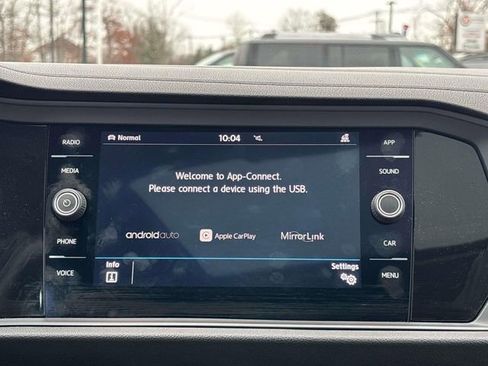 RADIO
MEDIA
PHONE
VOICE
Normal
10:04
Welcome to App-Connect.
Please connect a device using the USB.
androidauto
Apple CarPlay
MirrorLink
Info
Settings
APP
SOUND
CAR
MENU